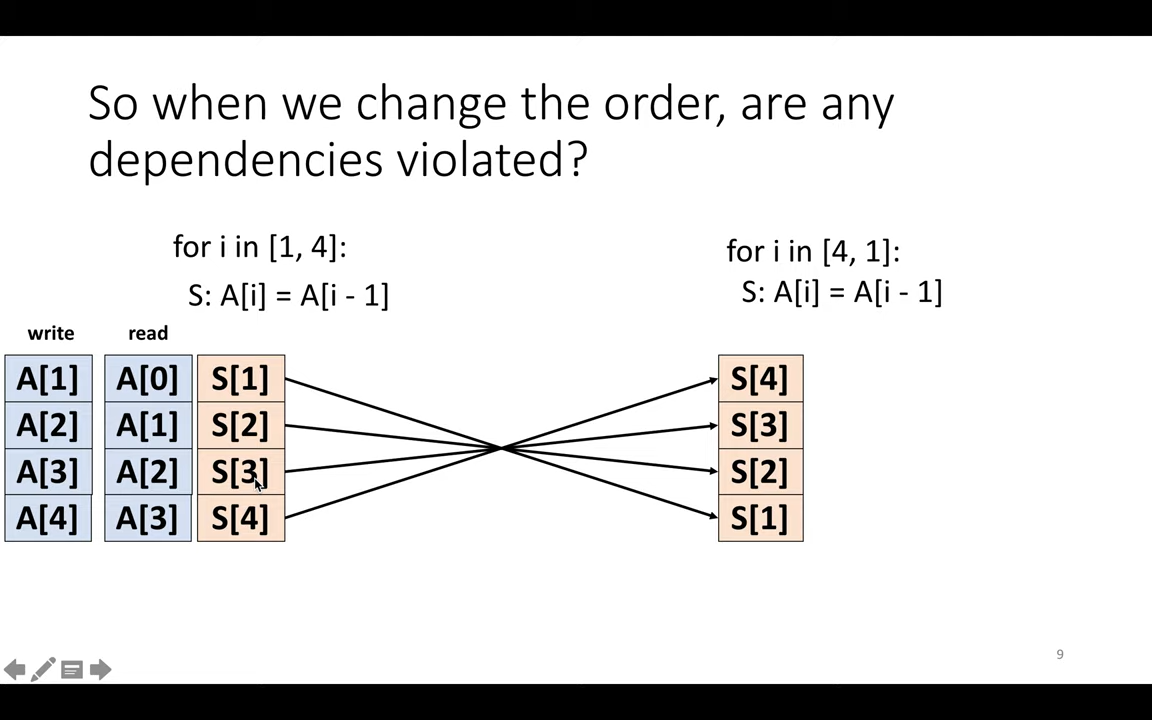 So when we change the order, are any
dependencies violated?
for i in [1, 4]:
S: A[i] = A[i - 1]
for i in [4, 1]:
S: A[i] = A[i - 1]
write read
A[1] A[0] S[1] S[4]
A[2] A[1] S[2] S[3]
A[3] A[2] S[3] S[2]
A[4] A[3] S[4] S[1]
9